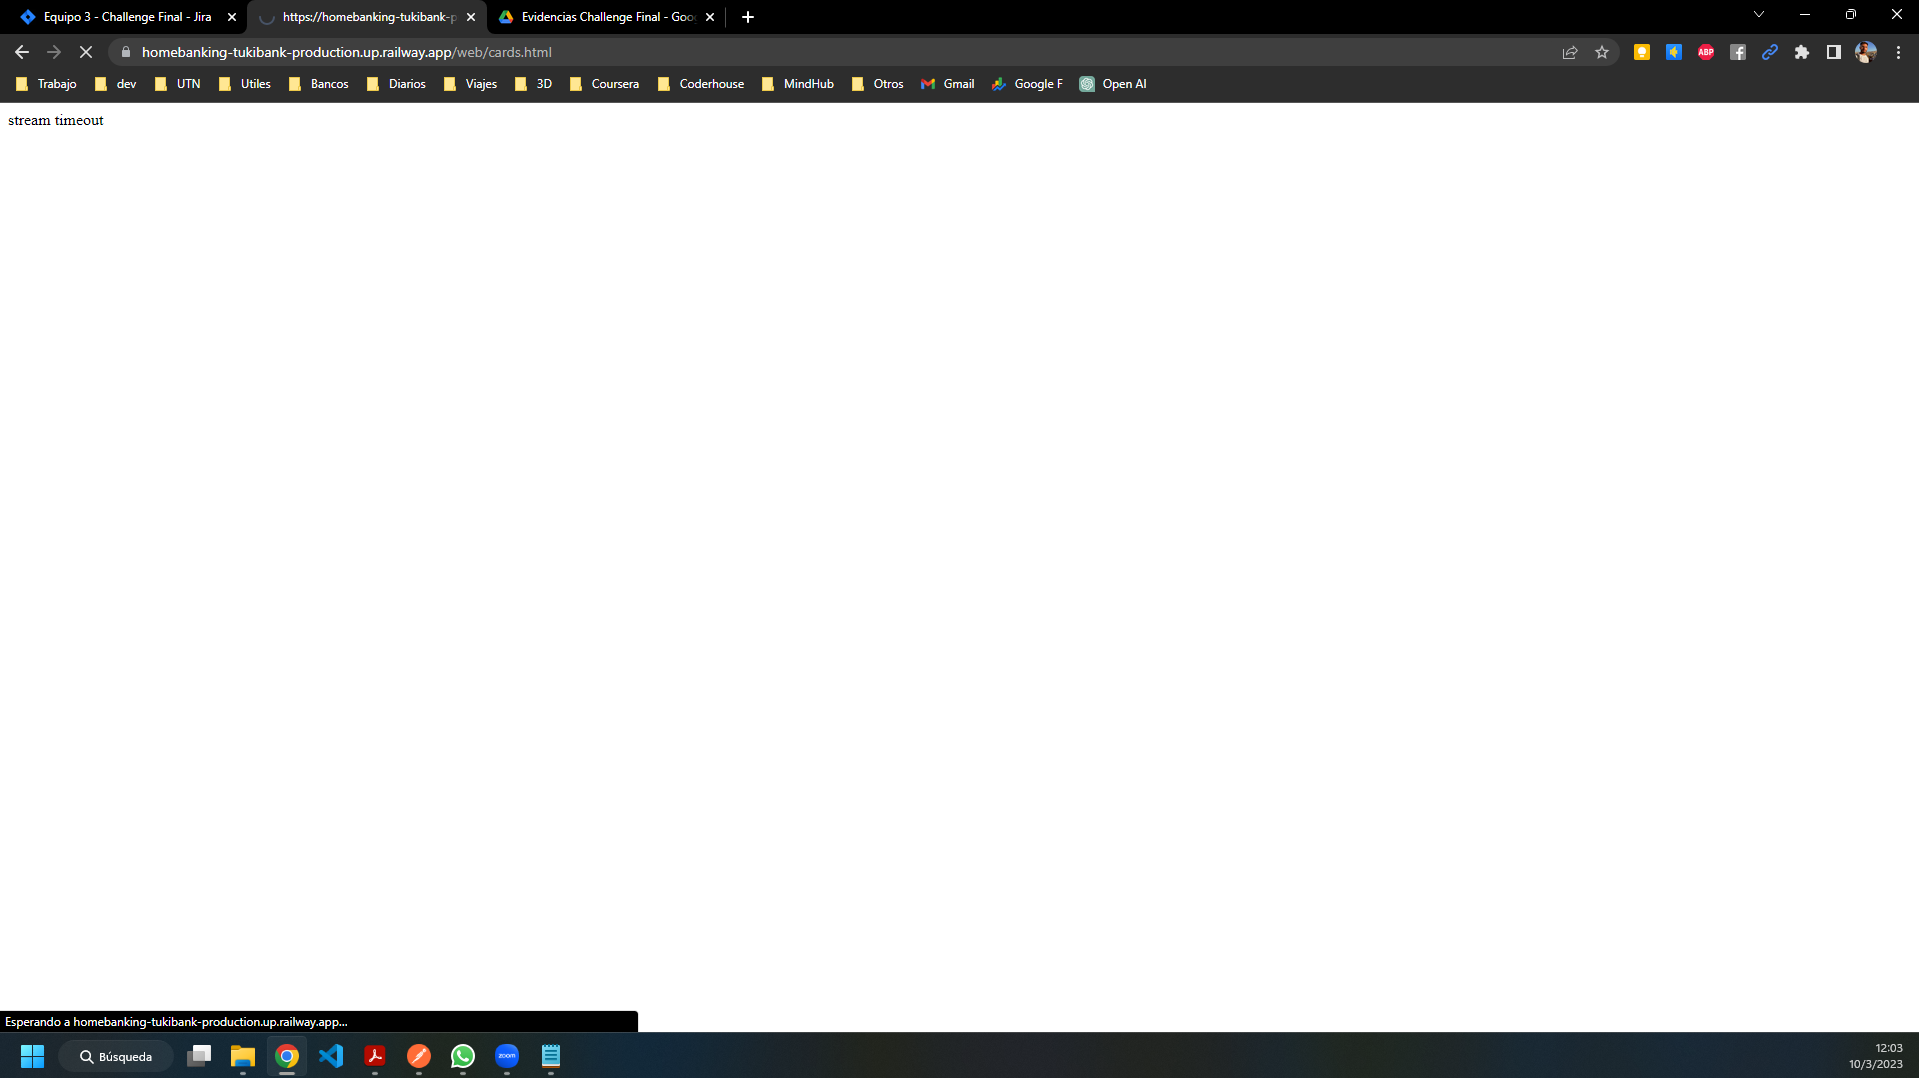 Equipo 3 - Challenge Final - Jira
https://homebanking-tukibank-p
Evidencias Challenge Final - Goo
homebanking-tukibank-production.up.railway.app/web/cards.html
ABP
Trabajo dev UTN Utiles Bancos Diarios Viajes 3D Coursera Coderhouse MindHub Otros Gmail Google F Open AI
stream timeout
Esperando a homebanking-tukibank-production.up.railway.app...
Búsqueda
zoom
12:03
10/3/2023